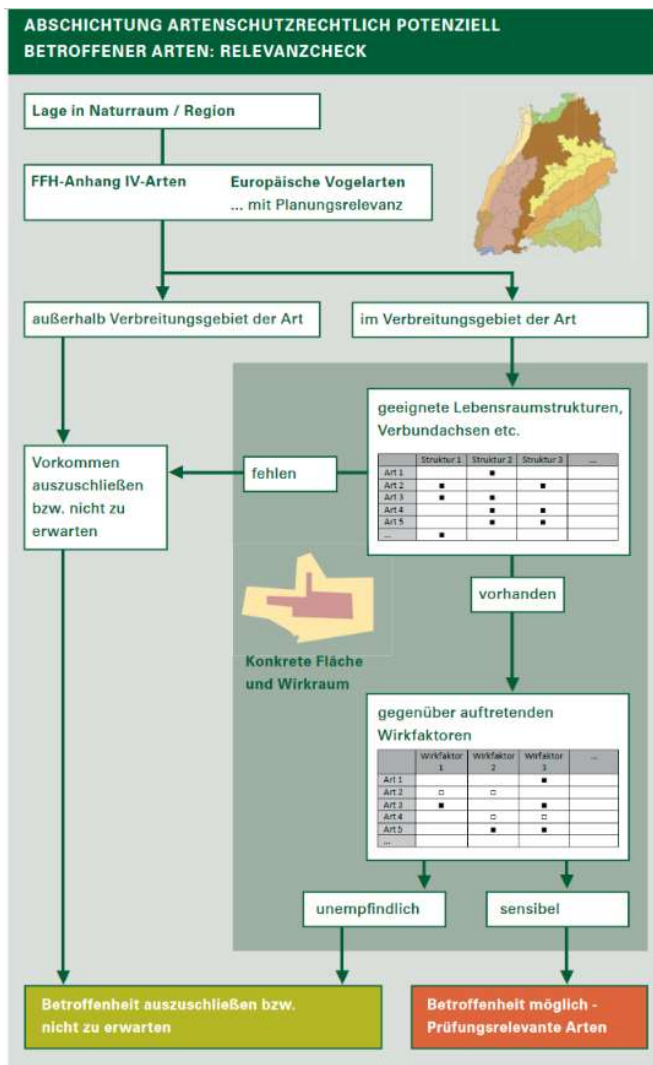 ABSCHICHTUNG ARTENSCHUTZRECHTLICH POTENZIELL
BETROFFENER ARTEN: RELEVANZCHECK
Lage in Naturraum / Region
FFH-Anhang IV-Arten
Europäische Vogelarten
... mit Planungsrelevanz
außerhalb Verbreitungsgebiet der Art
im Verbreitungsgebiet der Art
geeignete Lebensraumstrukturen,
Verbundachsen etc.
Struktur 1 Struktur 2 Struktur 3 ...
Art 1 ■
Art 2 ■ ■
Art 3 ■ ■
Art 4 ■ ■
Art 5 ■ ■
... ■
fehlen
Vorkommen
auszuschließen
bzw. nicht zu
erwarten
vorhanden
Konkrete Fläche
und Wirkraum
gegenüber auftretenden
Wirkfaktoren
Wirkfaktor 1 Wirkfaktor 2 Wirfaktor 3 ...
Art 1 ■
Art 2 □ □
Art 3 ■ ■
Art 4 □ □
Art 5 ■ ■
...
unempfindlich
sensibel
Betroffenheit auszuschließen bzw.
nicht zu erwarten
Betroffenheit möglich -
Prüfungsrelevante Arten